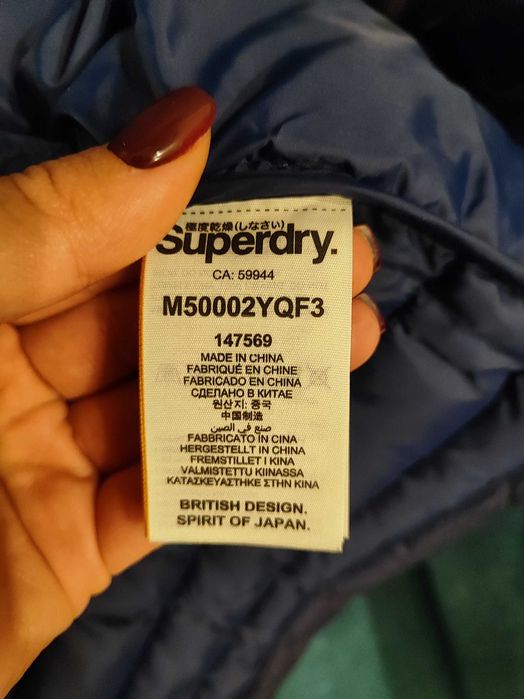 極度乾燥(しなさい)
Superdry.
CA: 59944
M50002YQF3
147569
MADE IN CHINA
FABRIQUÉ EN CHINE
FABRICADO EN CHINA
СДЕЛАНО В КИТАЕ
원산지: 중국
中国制造
صنع في الصين
FABBRICATO IN CINA
HERGESTELLT IN CHINA
FREMSTILLET I KINA
VALMISTETTU KIINASSA
ΚΑΤΑΣΚΕΥΑΣΤΗΚΕ ΣΤΗΝ ΚΙΝΑ
BRITISH DESIGN.
SPIRIT OF JAPAN.